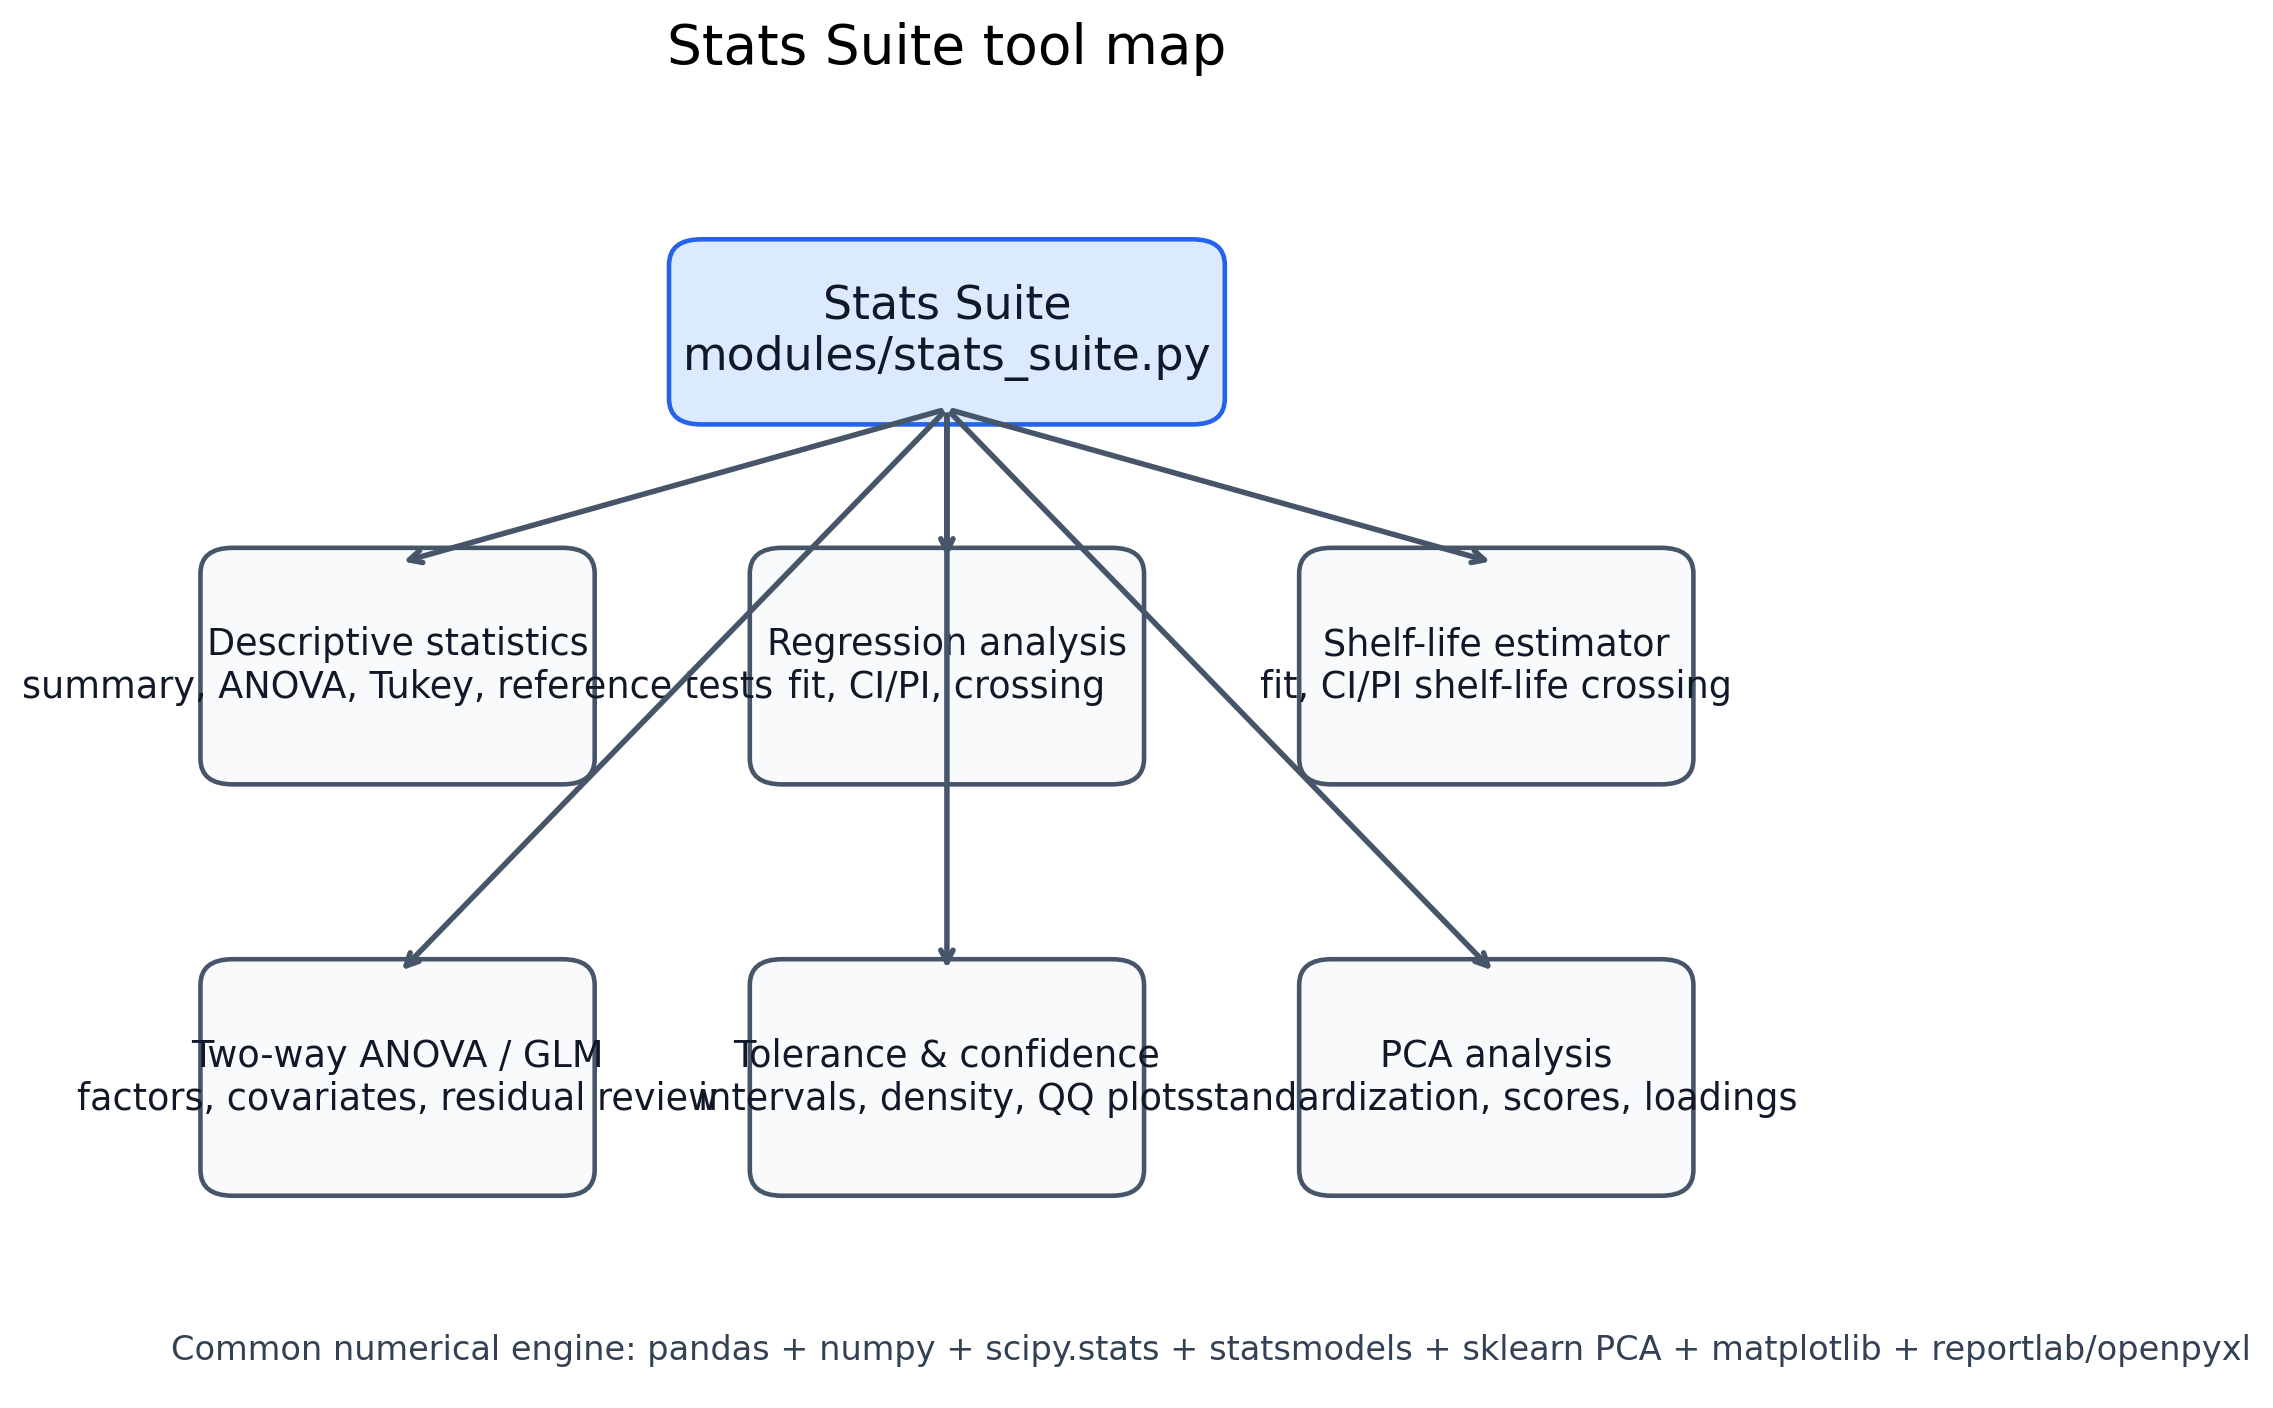 Stats Suite tool map
Stats Suite
modules/stats_suite.py
Descriptive statistics
summary, ANOVA, Tukey, reference tests
Regression analysis
fit, CI/PI, crossing
Shelf-life estimator
fit, CI/PI shelf-life crossing
Two-way ANOVA / GLM
factors, covariates, residual review
Tolerance & confidence
intervals, density, QQ plots
PCA analysis
standardization, scores, loadings
Common numerical engine: pandas + numpy + scipy.stats + statsmodels + sklearn PCA + matplotlib + reportlab/openpyxl